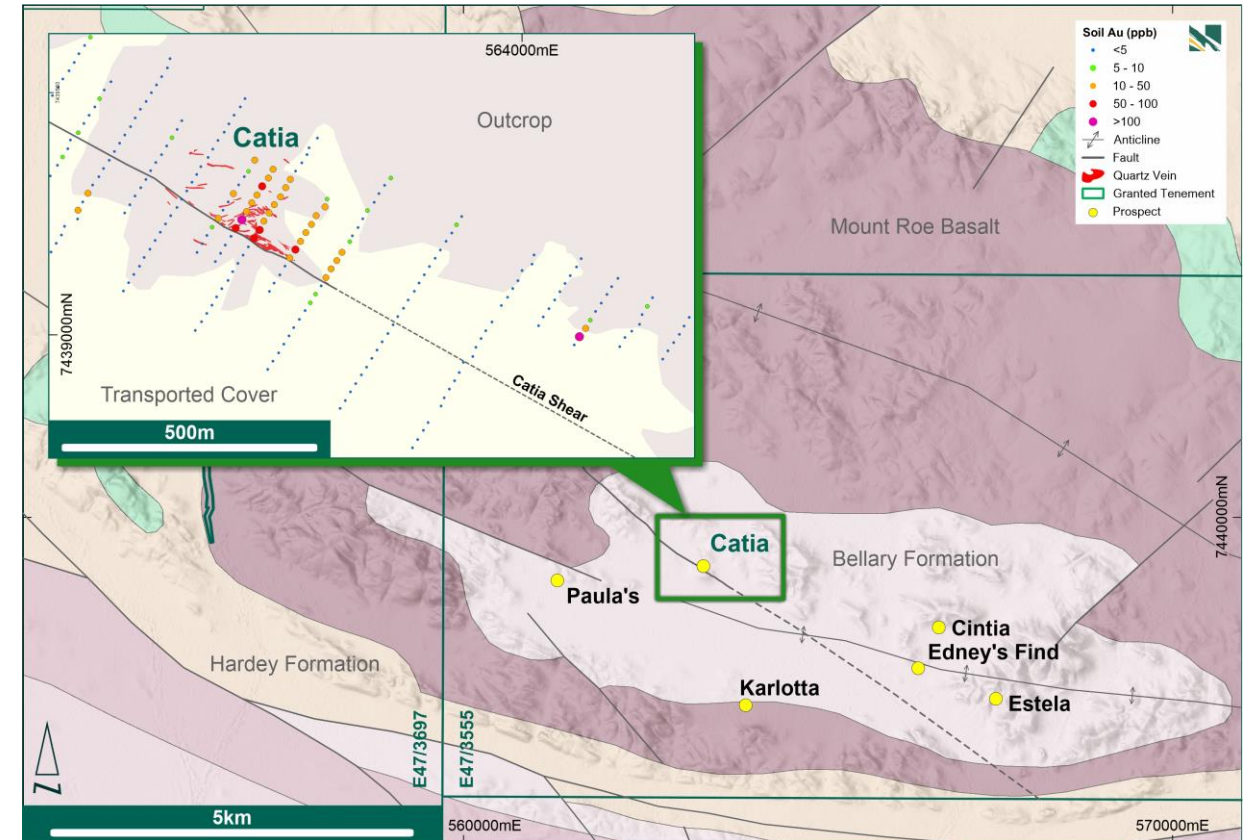 564000mE
Outcrop
Catia
7439000mN
Transported Cover
Catia Shear
500m
Soil Au (ppb)
<5
5 - 10
10 - 50
50 - 100
>100
Anticline
Fault
Quartz Vein
Granted Tenement
Prospect
Mount Roe Basalt
7440000mN
Catia
Bellary Formation
Paula's
Cintia
Edney's Find
Hardey Formation
Karlotta
Estela
E47/3697
E47/3555
N
5km
560000mE
570000mE